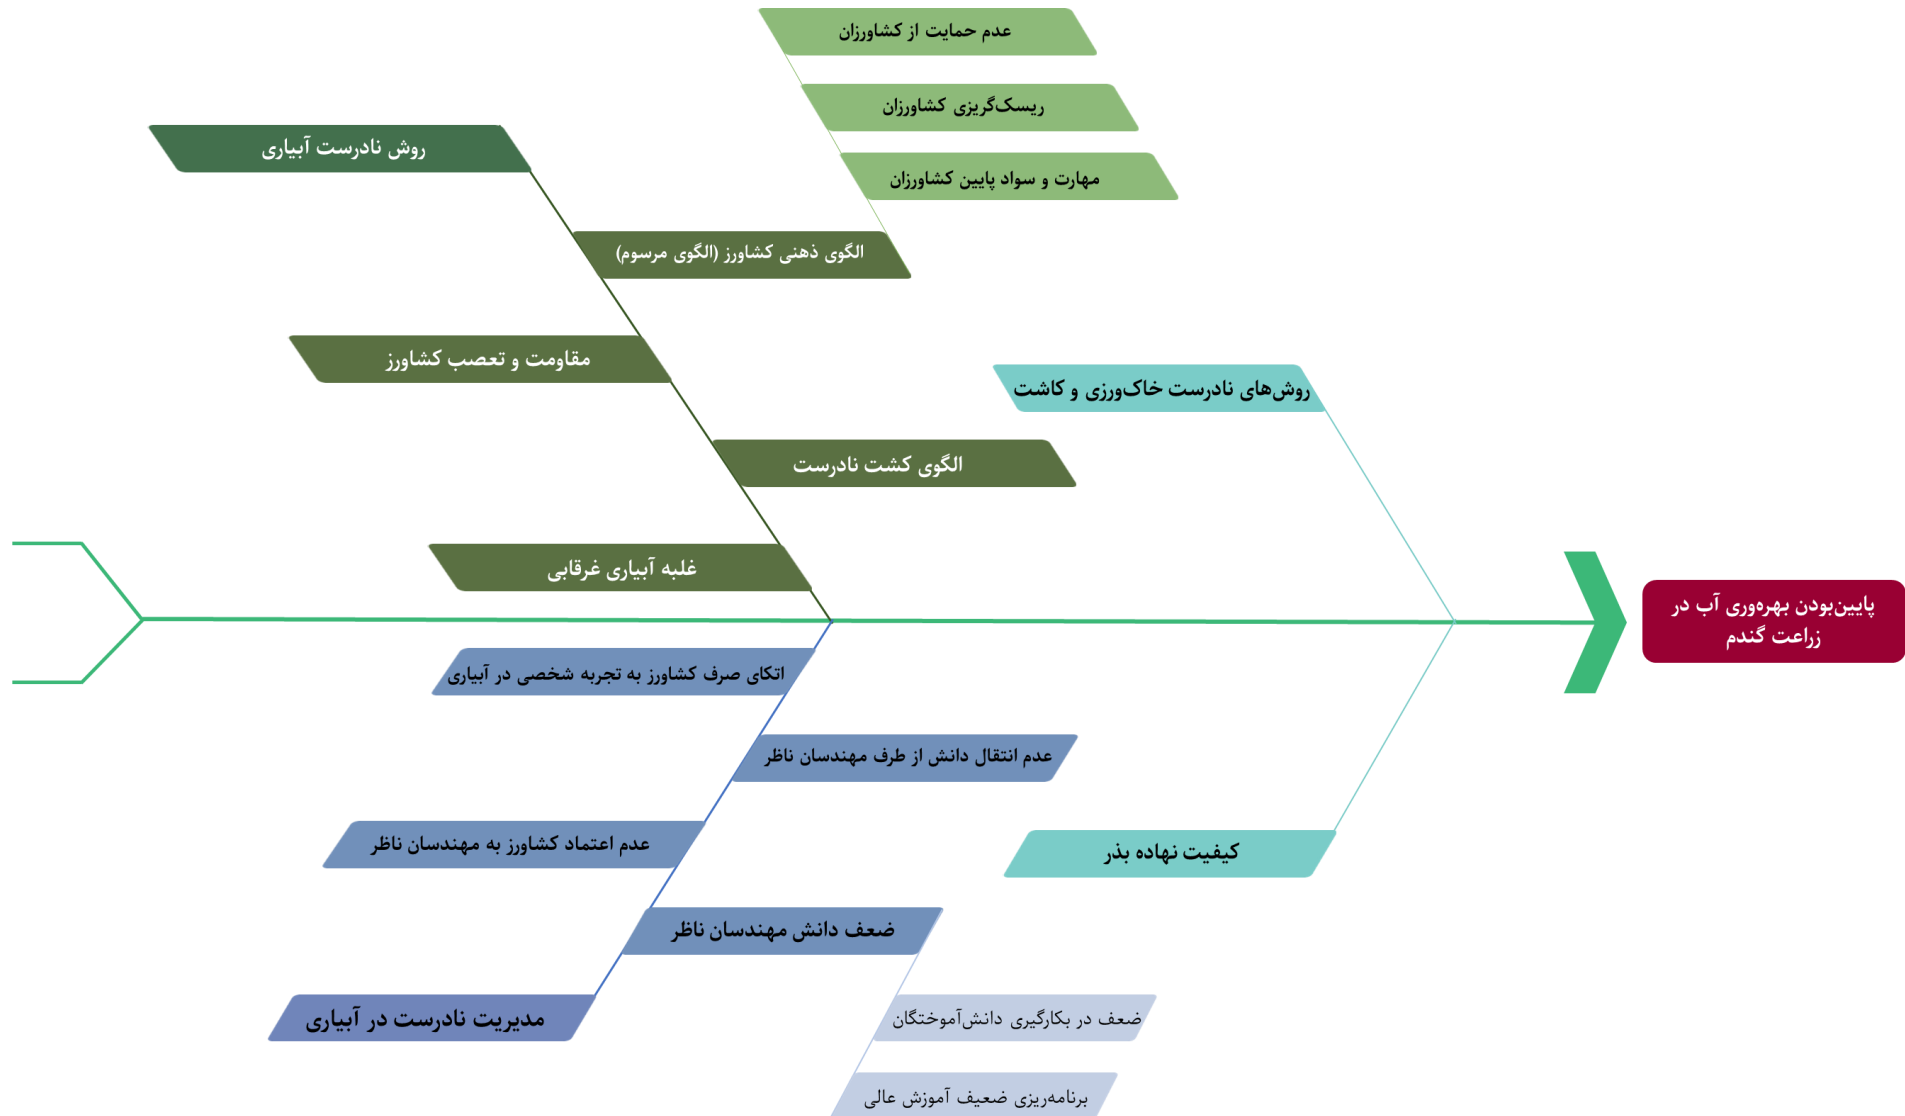 عدم حمایت از کشاورزان
ریسک‌گریزی کشاورزان
روش نادرست آبیاری
مهارت و سواد پایین کشاورزان
الگوی ذهنی کشاورز (الگوی مرسوم)
مقاومت و تعصب کشاورز
روش‌های نادرست خاک‌ورزی و کاشت
الگوی کشت نادرست
غلبه آبیاری غرقابی
پایین‌بودن بهره‌وری آب در
زراعت گندم
اتکای صرف کشاورز به تجربه شخصی در آبیاری
عدم انتقال دانش از طرف مهندسان ناظر
عدم اعتماد کشاورز به مهندسان ناظر
کیفیت نهاده بذر
ضعف دانش مهندسان ناظر
مدیریت نادرست در آبیاری
ضعف در بکارگیری دانش‌آموختگان
برنامه‌ریزی ضعیف آموزش عالی